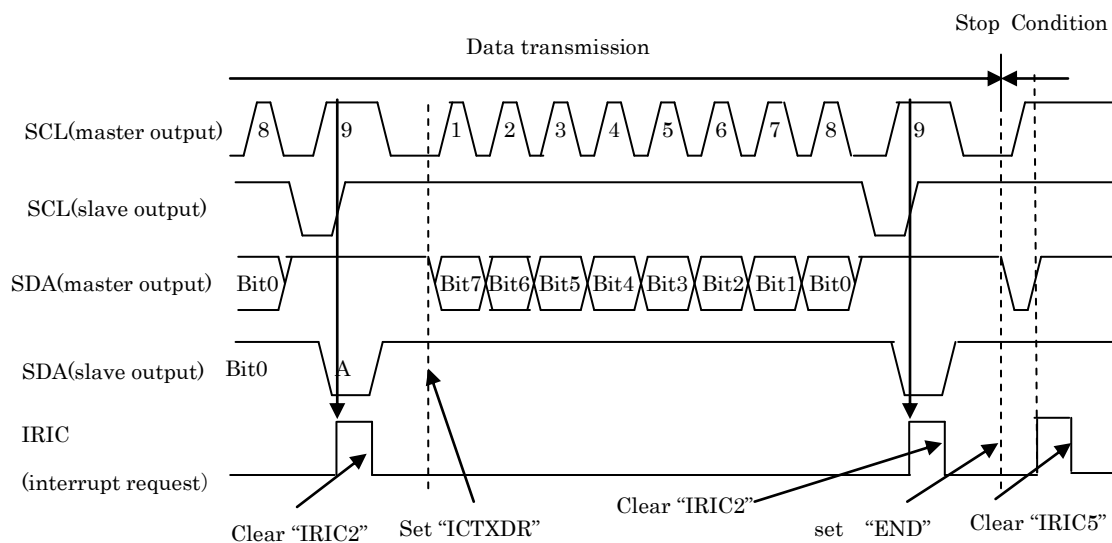 Stop Condition
Data transmission
SCL(master output) 8 9 1 2 3 4 5 6 7 8 9
SCL(slave output)
SDA(master output) Bit0 Bit7 Bit6 Bit5 Bit4 Bit3 Bit2 Bit1 Bit0
SDA(slave output) Bit0 A
IRIC
(interrupt request)
Clear “IRIC2” Set “ICTXDR” Clear “IRIC2” set “END” Clear “IRIC5”